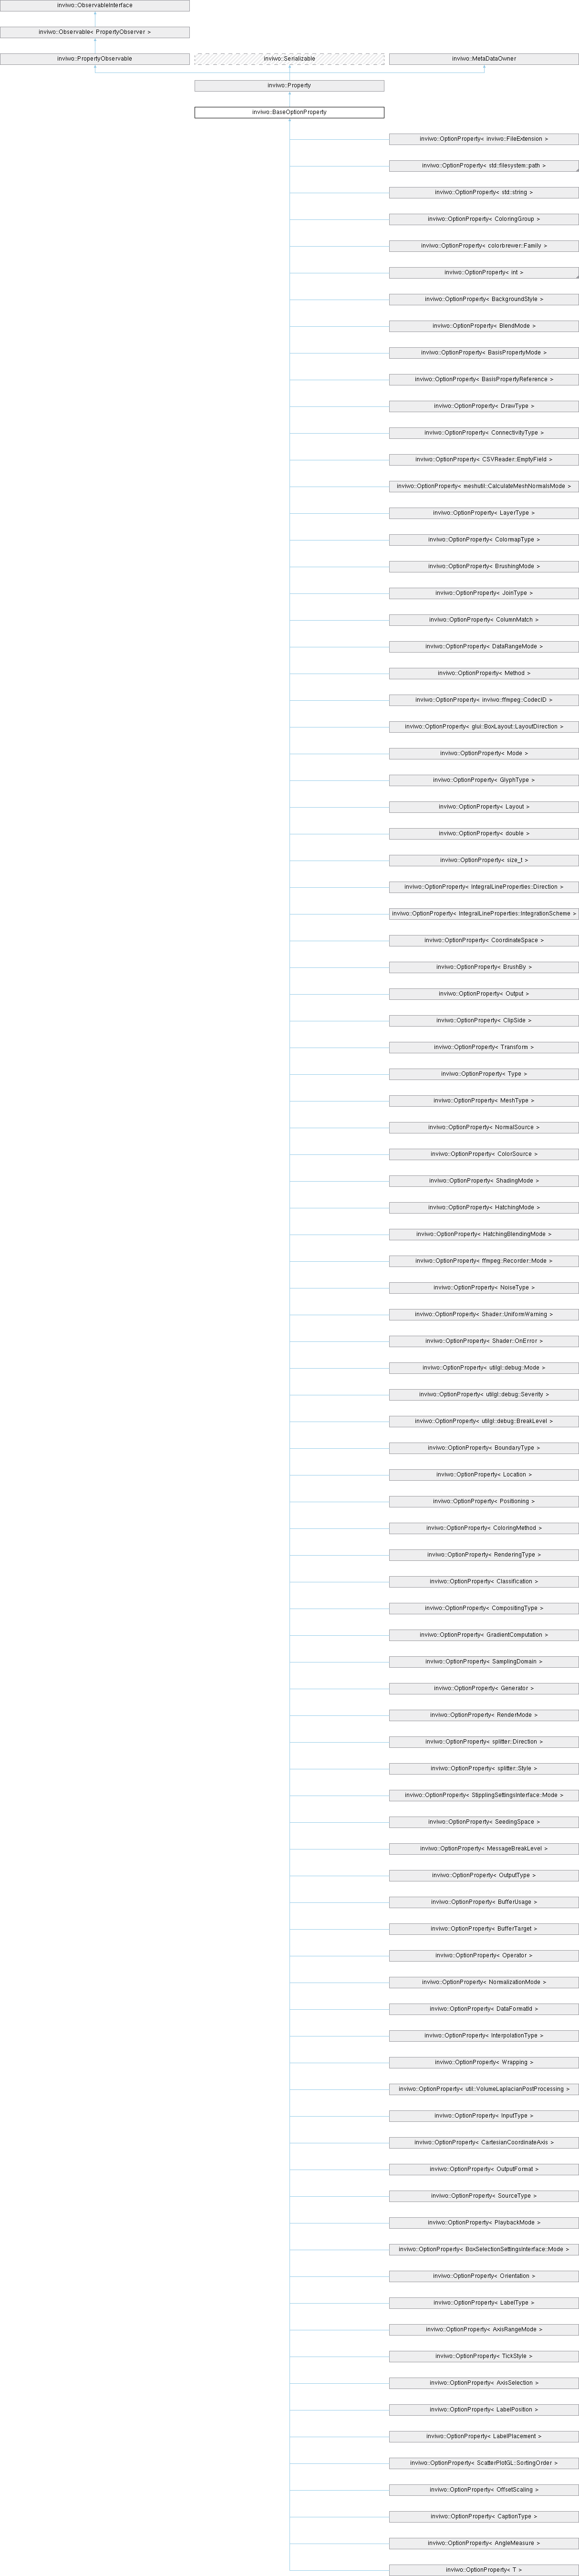 inviwo::ObservableInterface
inviwo::Observable< PropertyObserver >
inviwo::PropertyObservable
inviwo::Serializable
inviwo::MetaDataOwner
inviwo::Property
inviwo::BaseOptionProperty
inviwo::OptionProperty< inviwo::FileExtension >
inviwo::OptionProperty< std::filesystem::path >
inviwo::OptionProperty< std::string >
inviwo::OptionProperty< ColoringGroup >
inviwo::OptionProperty< colorbrewer::Family >
inviwo::OptionProperty< int >
inviwo::OptionProperty< BackgroundStyle >
inviwo::OptionProperty< BlendMode >
inviwo::OptionProperty< BasisPropertyMode >
inviwo::OptionProperty< BasisPropertyReference >
inviwo::OptionProperty< DrawType >
inviwo::OptionProperty< ConnectivityType >
inviwo::OptionProperty< CSVReader::EmptyField >
inviwo::OptionProperty< meshutil::CalculateMeshNormalsMode >
inviwo::OptionProperty< LayerType >
inviwo::OptionProperty< ColormapType >
inviwo::OptionProperty< BrushingMode >
inviwo::OptionProperty< JoinType >
inviwo::OptionProperty< ColumnMatch >
inviwo::OptionProperty< DataRangeMode >
inviwo::OptionProperty< Method >
inviwo::OptionProperty< inviwo::ffmpeg::CodecID >
inviwo::OptionProperty< glui::BoxLayout::LayoutDirection >
inviwo::OptionProperty< Mode >
inviwo::OptionProperty< GlyphType >
inviwo::OptionProperty< Layout >
inviwo::OptionProperty< double >
inviwo::OptionProperty< size_t >
inviwo::OptionProperty< IntegralLineProperties::Direction >
inviwo::OptionProperty< IntegralLineProperties::IntegrationScheme >
inviwo::OptionProperty< CoordinateSpace >
inviwo::OptionProperty< BrushBy >
inviwo::OptionProperty< Output >
inviwo::OptionProperty< ClipSide >
inviwo::OptionProperty< Transform >
inviwo::OptionProperty< Type >
inviwo::OptionProperty< MeshType >
inviwo::OptionProperty< NormalSource >
inviwo::OptionProperty< ColorSource >
inviwo::OptionProperty< ShadingMode >
inviwo::OptionProperty< HatchingMode >
inviwo::OptionProperty< HatchingBlendingMode >
inviwo::OptionProperty< ffmpeg::Recorder::Mode >
inviwo::OptionProperty< NoiseType >
inviwo::OptionProperty< Shader::UniformWarning >
inviwo::OptionProperty< Shader::OnError >
inviwo::OptionProperty< utilgl::debug::Mode >
inviwo::OptionProperty< utilgl::debug::Severity >
inviwo::OptionProperty< utilgl::debug::BreakLevel >
inviwo::OptionProperty< BoundaryType >
inviwo::OptionProperty< Location >
inviwo::OptionProperty< Positioning >
inviwo::OptionProperty< ColoringMethod >
inviwo::OptionProperty< RenderingType >
inviwo::OptionProperty< Classification >
inviwo::OptionProperty< CompositingType >
inviwo::OptionProperty< GradientComputation >
inviwo::OptionProperty< SamplingDomain >
inviwo::OptionProperty< Generator >
inviwo::OptionProperty< RenderMode >
inviwo::OptionProperty< splitter::Direction >
inviwo::OptionProperty< splitter::Style >
inviwo::OptionProperty< StipplingSettingsInterface::Mode >
inviwo::OptionProperty< SeedingSpace >
inviwo::OptionProperty< MessageBreakLevel >
inviwo::OptionProperty< OutputType >
inviwo::OptionProperty< BufferUsage >
inviwo::OptionProperty< BufferTarget >
inviwo::OptionProperty< Operator >
inviwo::OptionProperty< NormalizationMode >
inviwo::OptionProperty< DataFormatId >
inviwo::OptionProperty< InterpolationType >
inviwo::OptionProperty< Wrapping >
inviwo::OptionProperty< util::VolumeLaplacianPostProcessing >
inviwo::OptionProperty< InputType >
inviwo::OptionProperty< CartesianCoordinateAxis >
inviwo::OptionProperty< OutputFormat >
inviwo::OptionProperty< SourceType >
inviwo::OptionProperty< PlaybackMode >
inviwo::OptionProperty< BoxSelectionSettingsInterface::Mode >
inviwo::OptionProperty< Orientation >
inviwo::OptionProperty< LabelType >
inviwo::OptionProperty< AxisRangeMode >
inviwo::OptionProperty< TickStyle >
inviwo::OptionProperty< AxisSelection >
inviwo::OptionProperty< LabelPosition >
inviwo::OptionProperty< LabelPlacement >
inviwo::OptionProperty< ScatterPlotGL::SortingOrder >
inviwo::OptionProperty< OffsetScaling >
inviwo::OptionProperty< CaptionType >
inviwo::OptionProperty< AngleMeasure >
inviwo::OptionProperty< T >